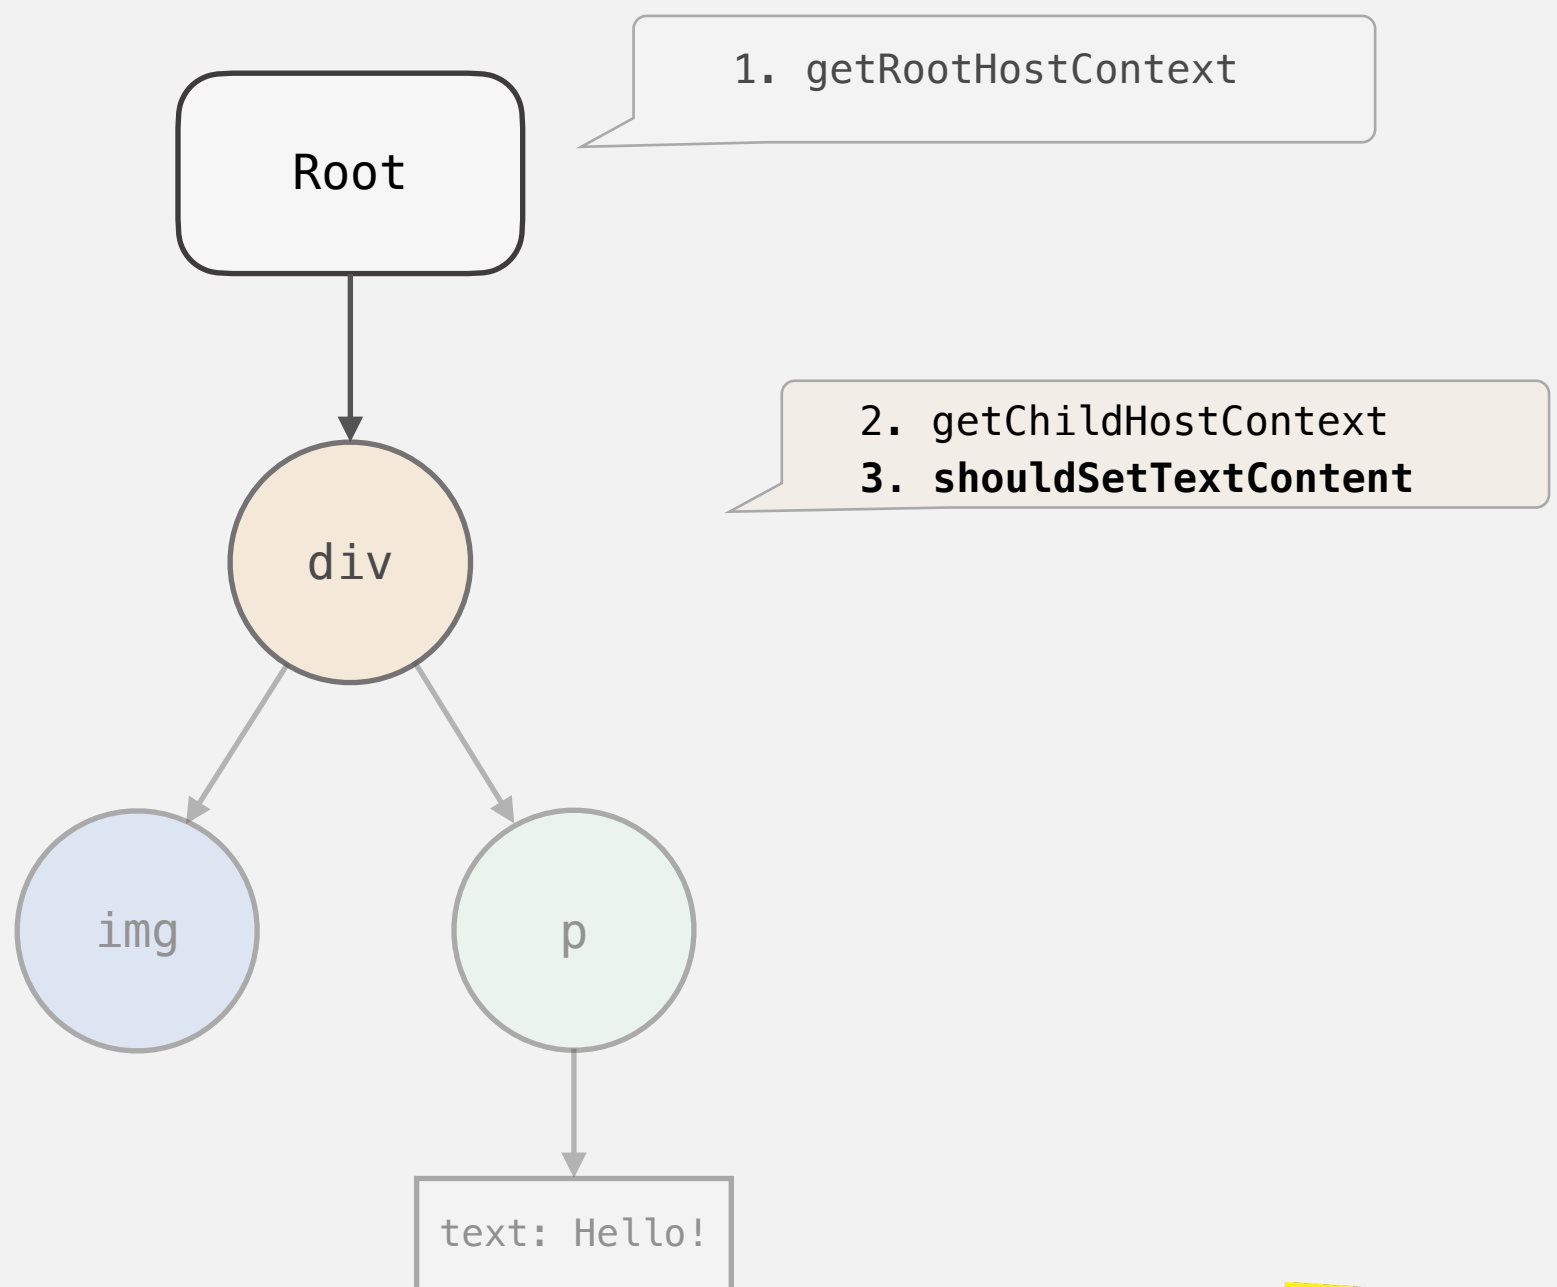 1. getRootHostContext
Root
2. getChildHostContext
3. shouldSetTextContent
div
img
p
text: Hello!